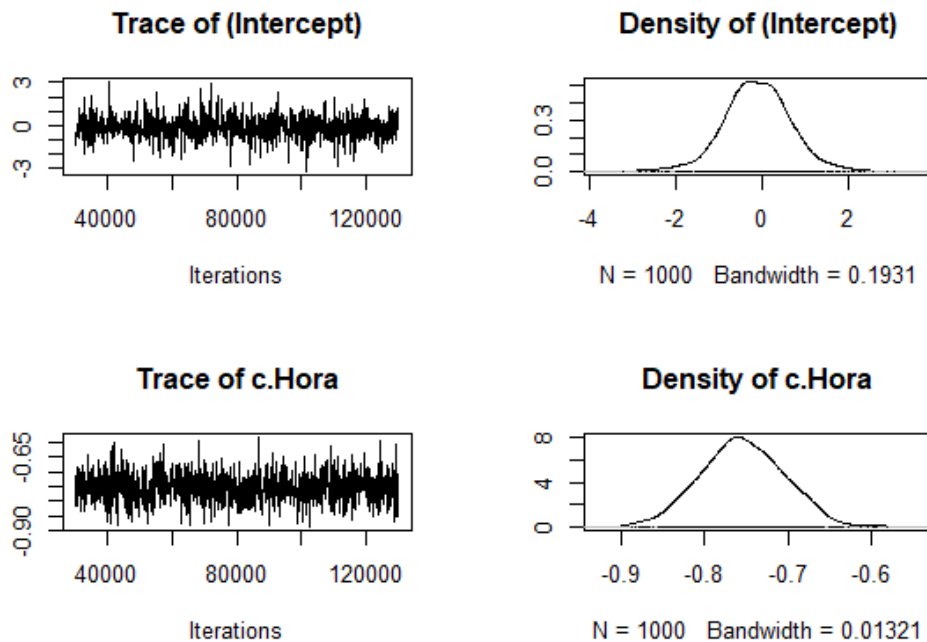 Trace of (Intercept)
3
0
-3
40000 80000 120000
Iterations
Density of (Intercept)
0.3
0.0
-4 -2 0 2
N = 1000 Bandwidth = 0.1931
Trace of c.Hora
-0.65
-0.90
40000 80000 120000
Iterations
Density of c.Hora
8
4
0
-0.9 -0.8 -0.7 -0.6
N = 1000 Bandwidth = 0.01321